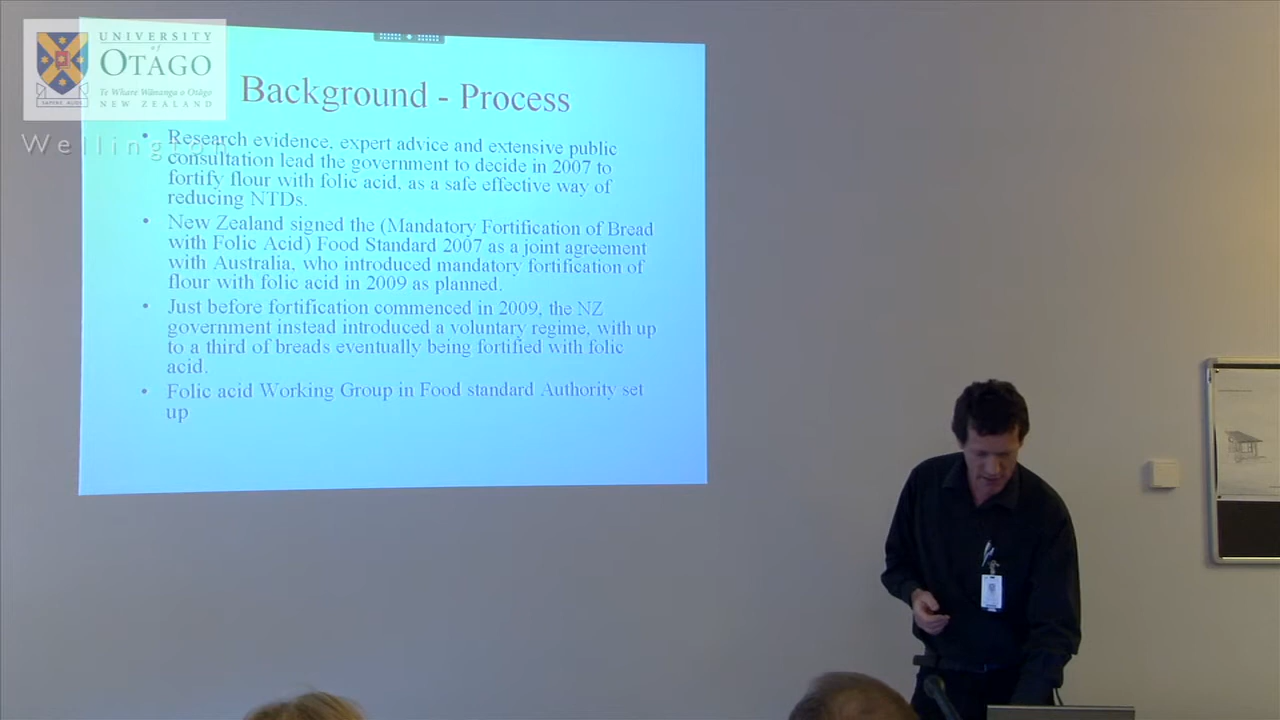 UNIVERSITY
of
OTAGO
Te Whare Wānanga o Otāgo
NEW ZEALAND
SAPERE AUDE
Wellington
Background - Process
• Research evidence, expert advice and extensive public
consultation lead the government to decide in 2007 to
fortify flour with folic acid, as a safe effective way of
reducing NTDs.
• New Zealand signed the (Mandatory Fortification of Bread
with Folic Acid) Food Standard 2007 as a joint agreement
with Australia, who introduced mandatory fortification of
flour with folic acid in 2009 as planned.
• Just before fortification commenced in 2009, the NZ
government instead introduced a voluntary regime, with up
to a third of breads eventually being fortified with folic
acid.
• Folic acid Working Group in Food standard Authority set
up